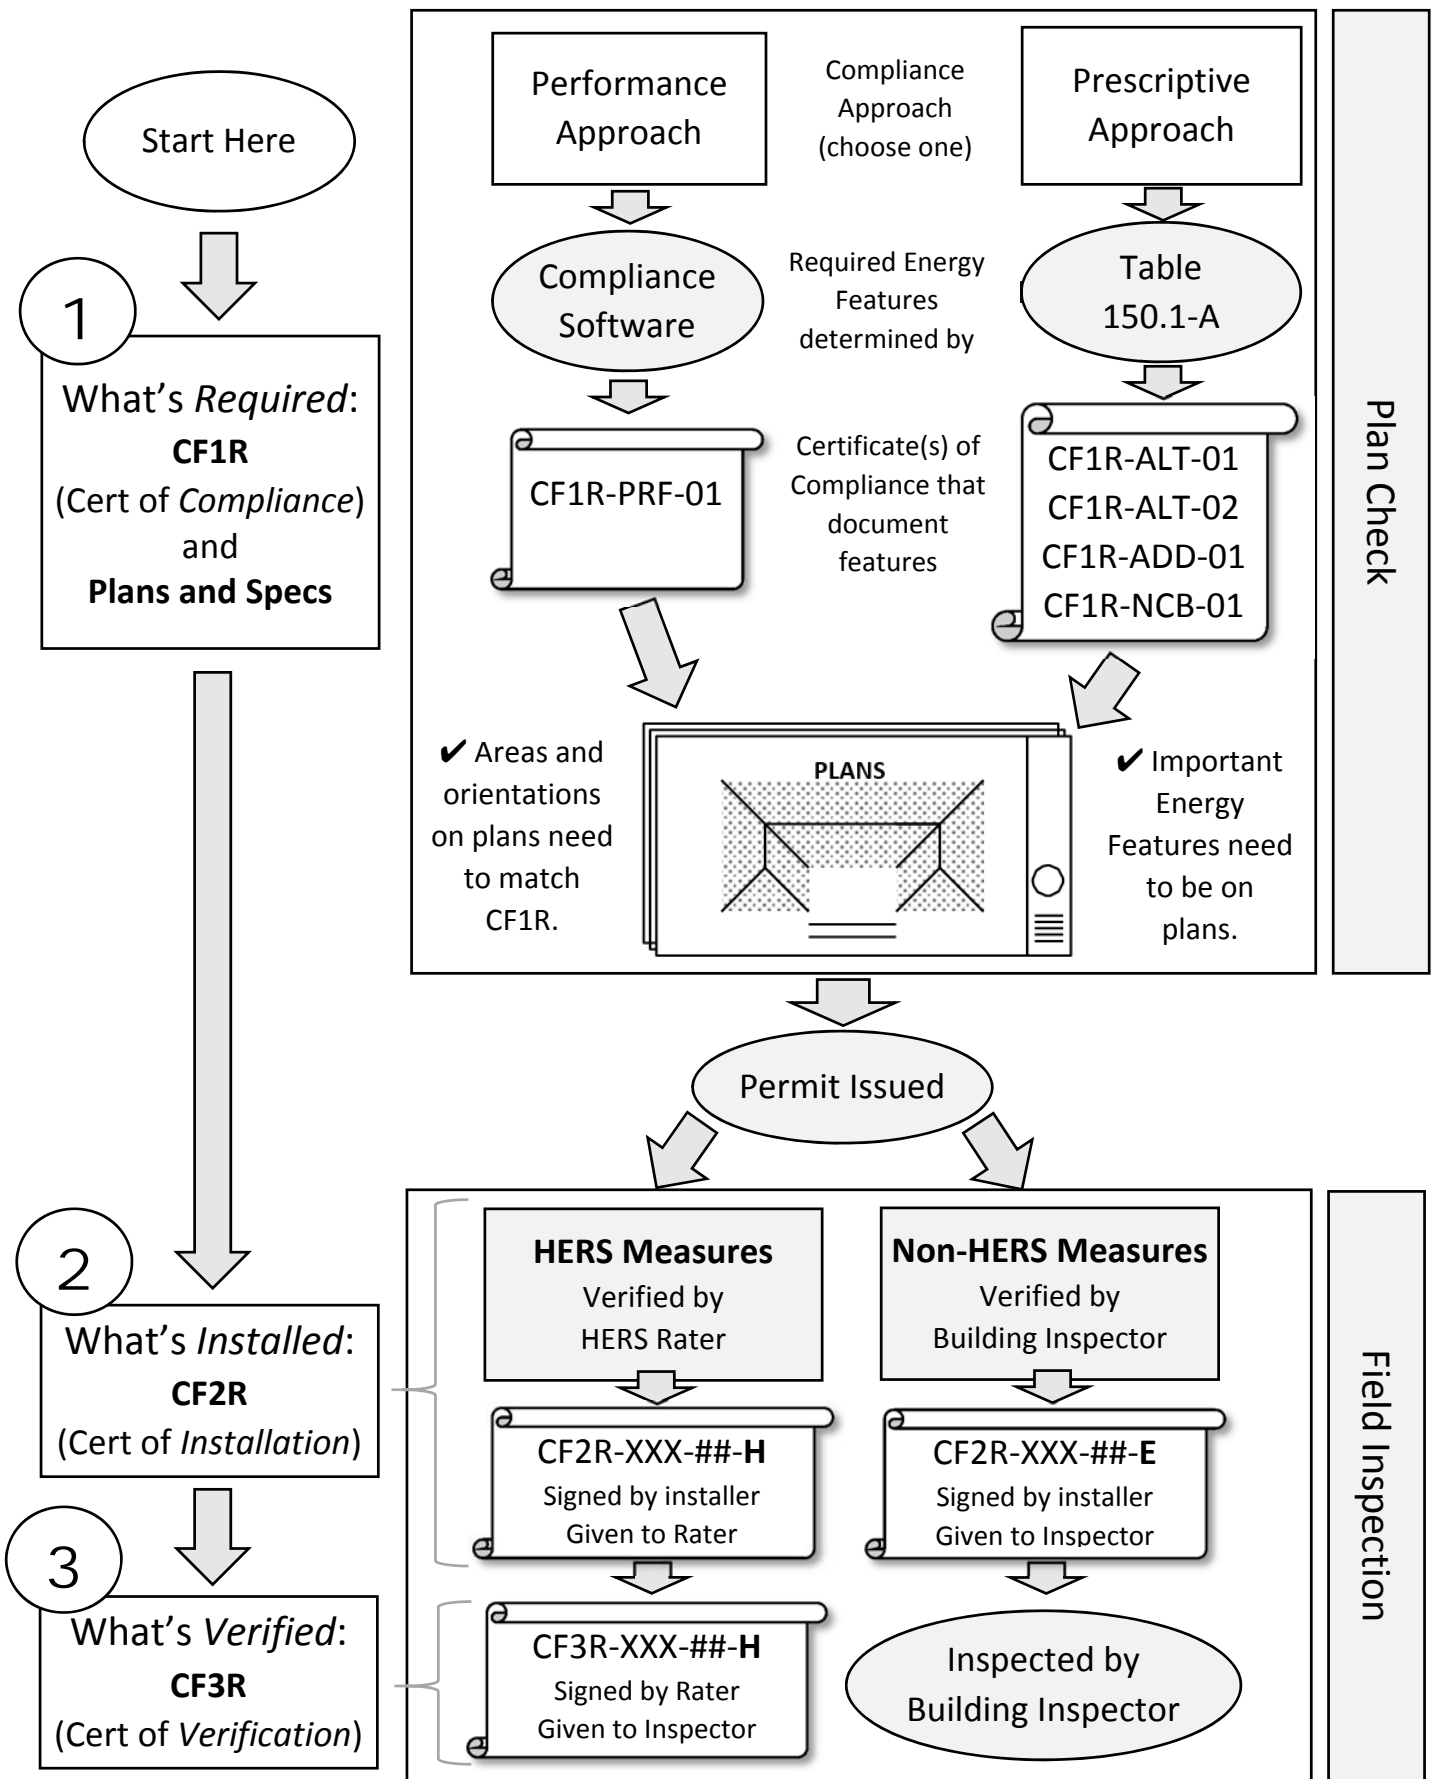 Start Here
1
What's Required:
CF1R
(Cert of Compliance)
and
Plans and Specs
Performance
Approach
Compliance
Approach
(choose one)
Prescriptive
Approach
Compliance
Software
Required Energy
Features
determined by
Table
150.1-A
CF1R-PRF-01
Certificate(s) of
Compliance that
document
features
CF1R-ALT-01
CF1R-ALT-02
CF1R-ADD-01
CF1R-NCB-01
✔ Areas and
orientations
on plans need
to match
CF1R.
PLANS
✔ Important
Energy
Features need
to be on
plans.
Plan Check
Permit Issued
2
What's Installed:
CF2R
(Cert of Installation)
HERS Measures
Verified by
HERS Rater
Non-HERS Measures
Verified by
Building Inspector
CF2R-XXX-##-H
Signed by installer
Given to Rater
CF2R-XXX-##-E
Signed by installer
Given to Inspector
3
What's Verified:
CF3R
(Cert of Verification)
CF3R-XXX-##-H
Signed by Rater
Given to Inspector
Inspected by
Building Inspector
Field Inspection